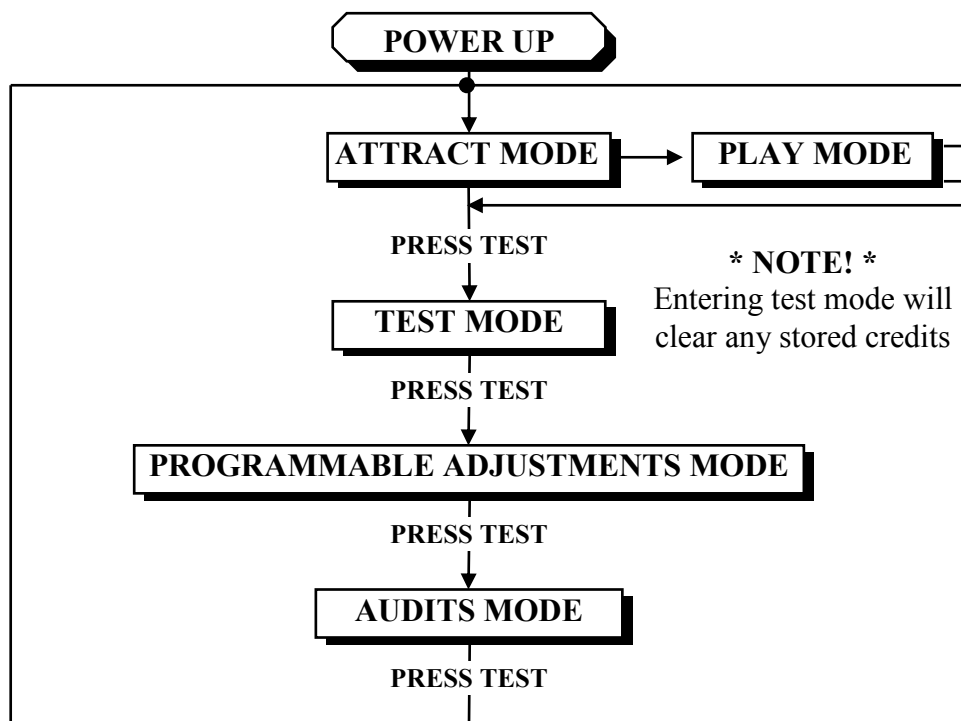 POWER UP
ATTRACT MODE
PLAY MODE
PRESS TEST
* NOTE! *
Entering test mode will
clear any stored credits
TEST MODE
PRESS TEST
PROGRAMMABLE ADJUSTMENTS MODE
PRESS TEST
AUDITS MODE
PRESS TEST